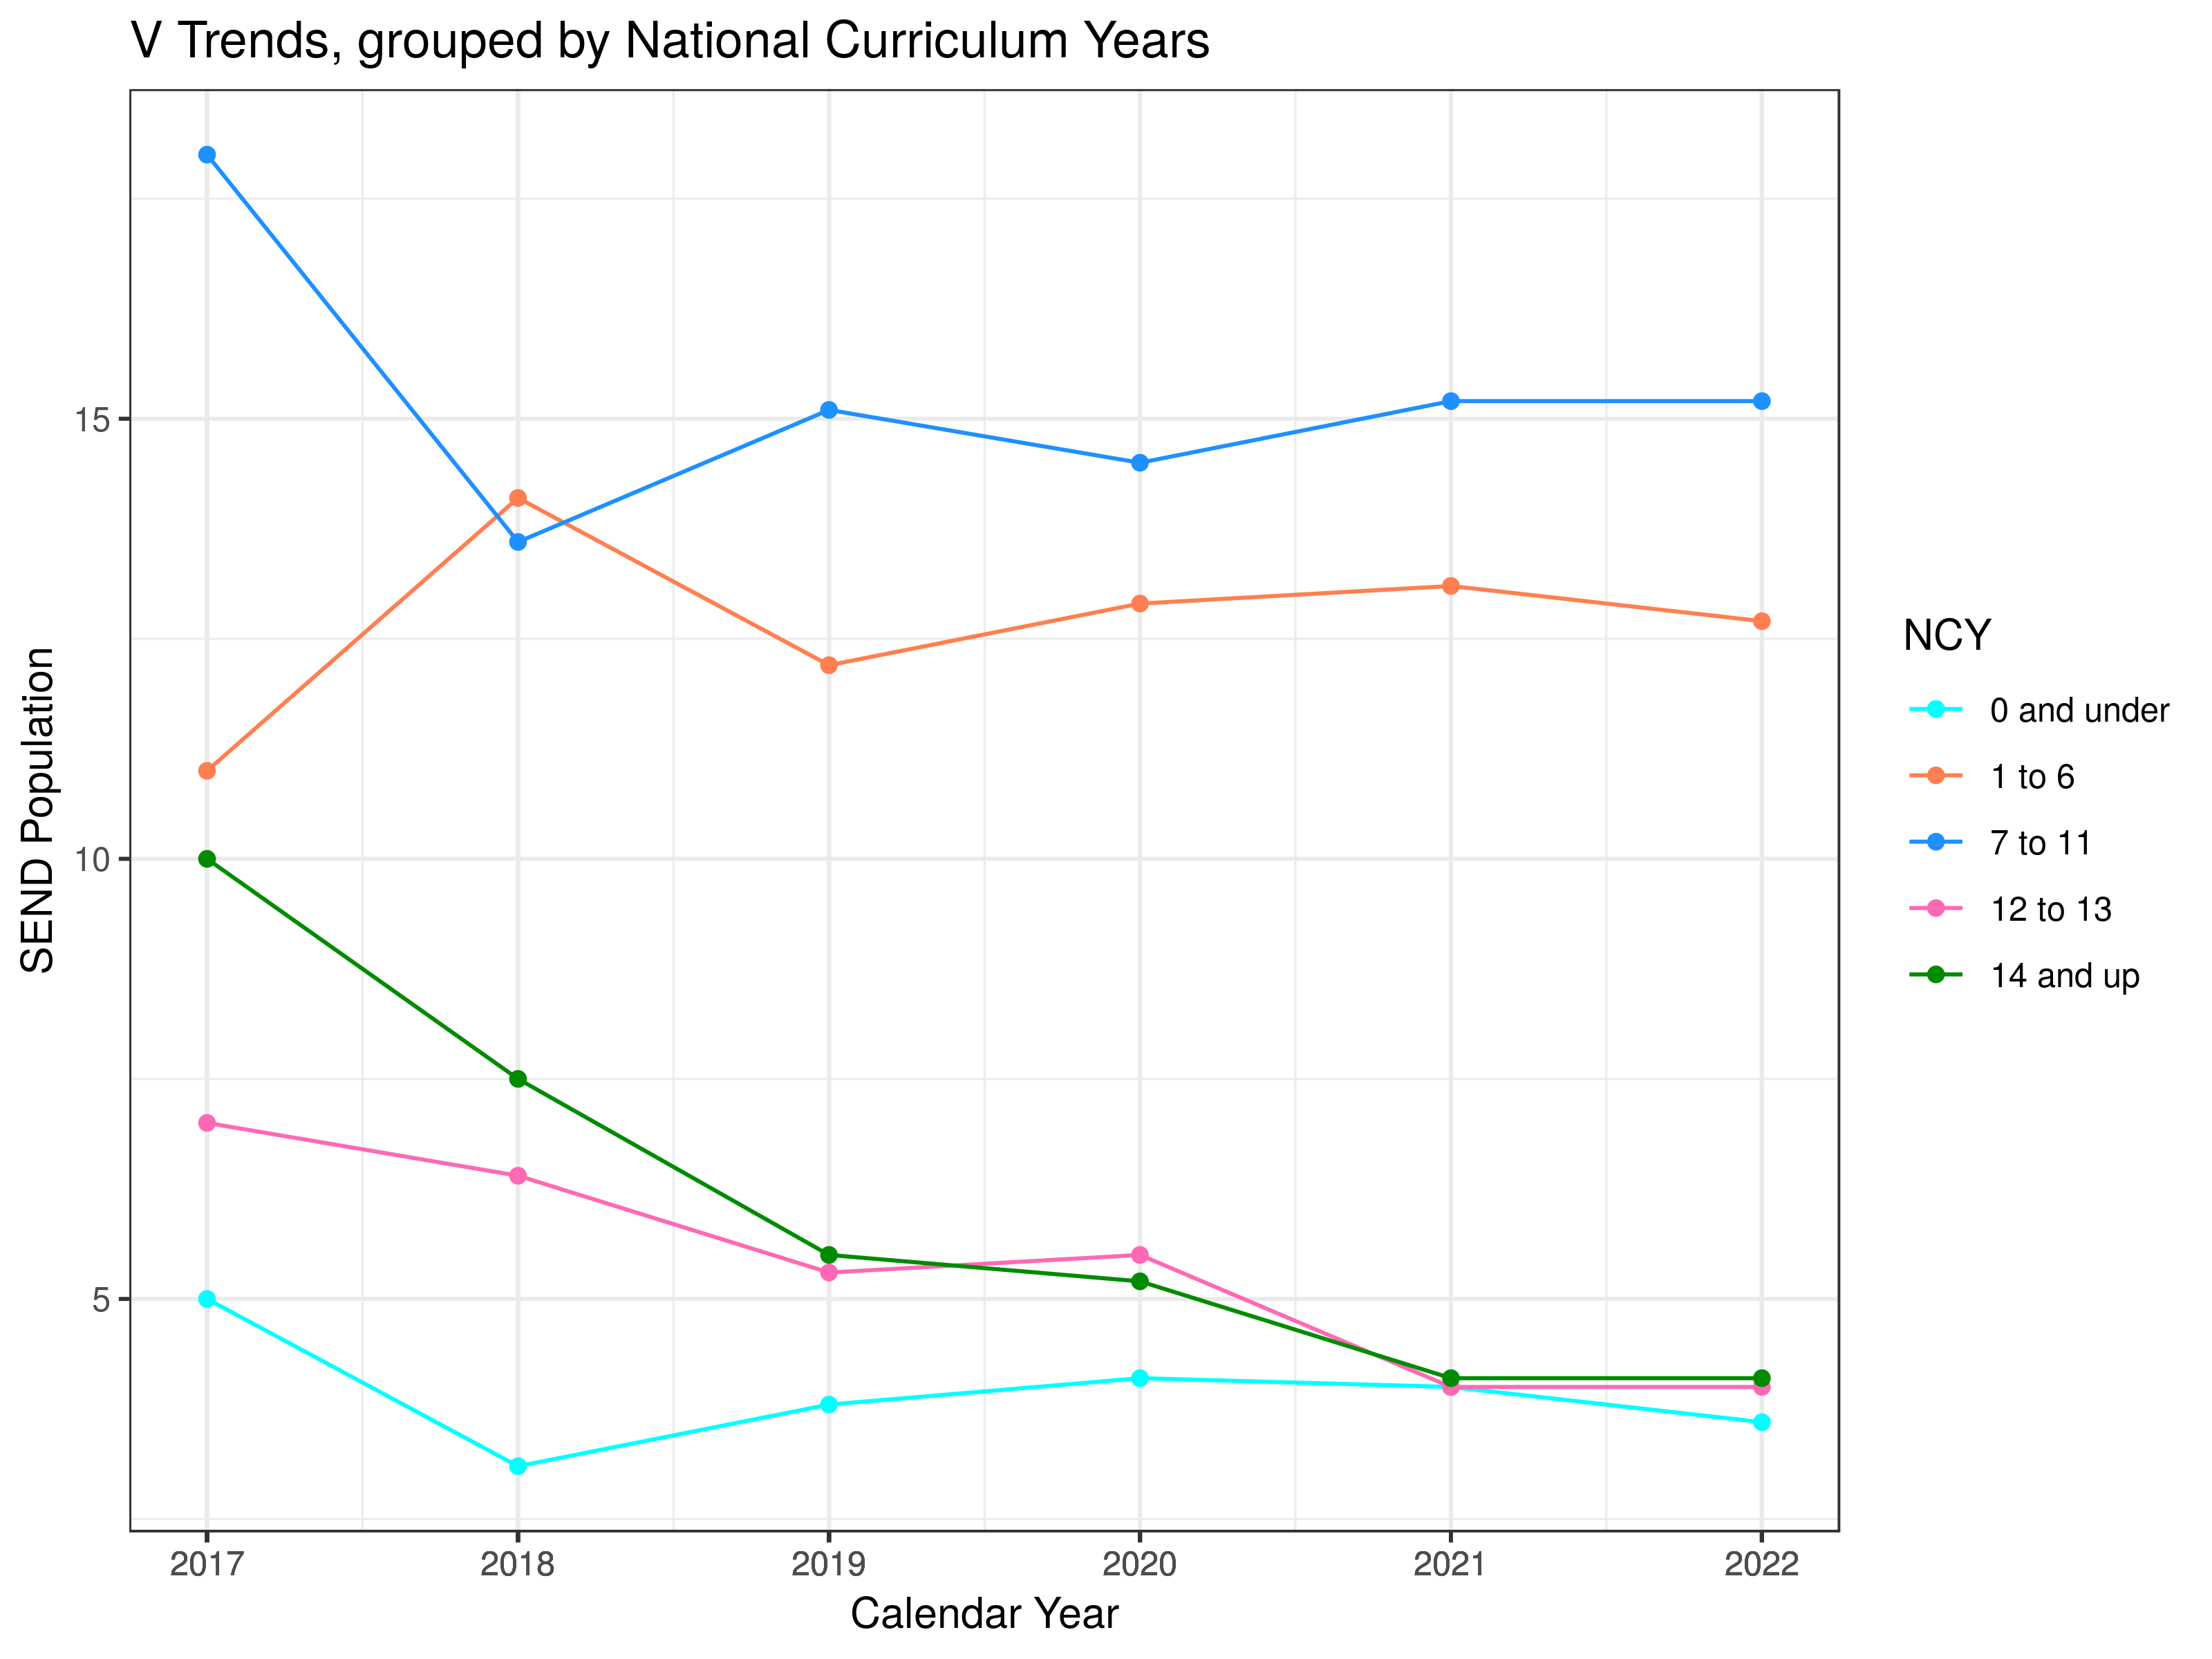 V Trends, grouped by National Curriculum Years
SEND Population
15
10
5
2017 2018 2019 2020 2021 2022
Calendar Year
NCY
0 and under
1 to 6
7 to 11
12 to 13
14 and up